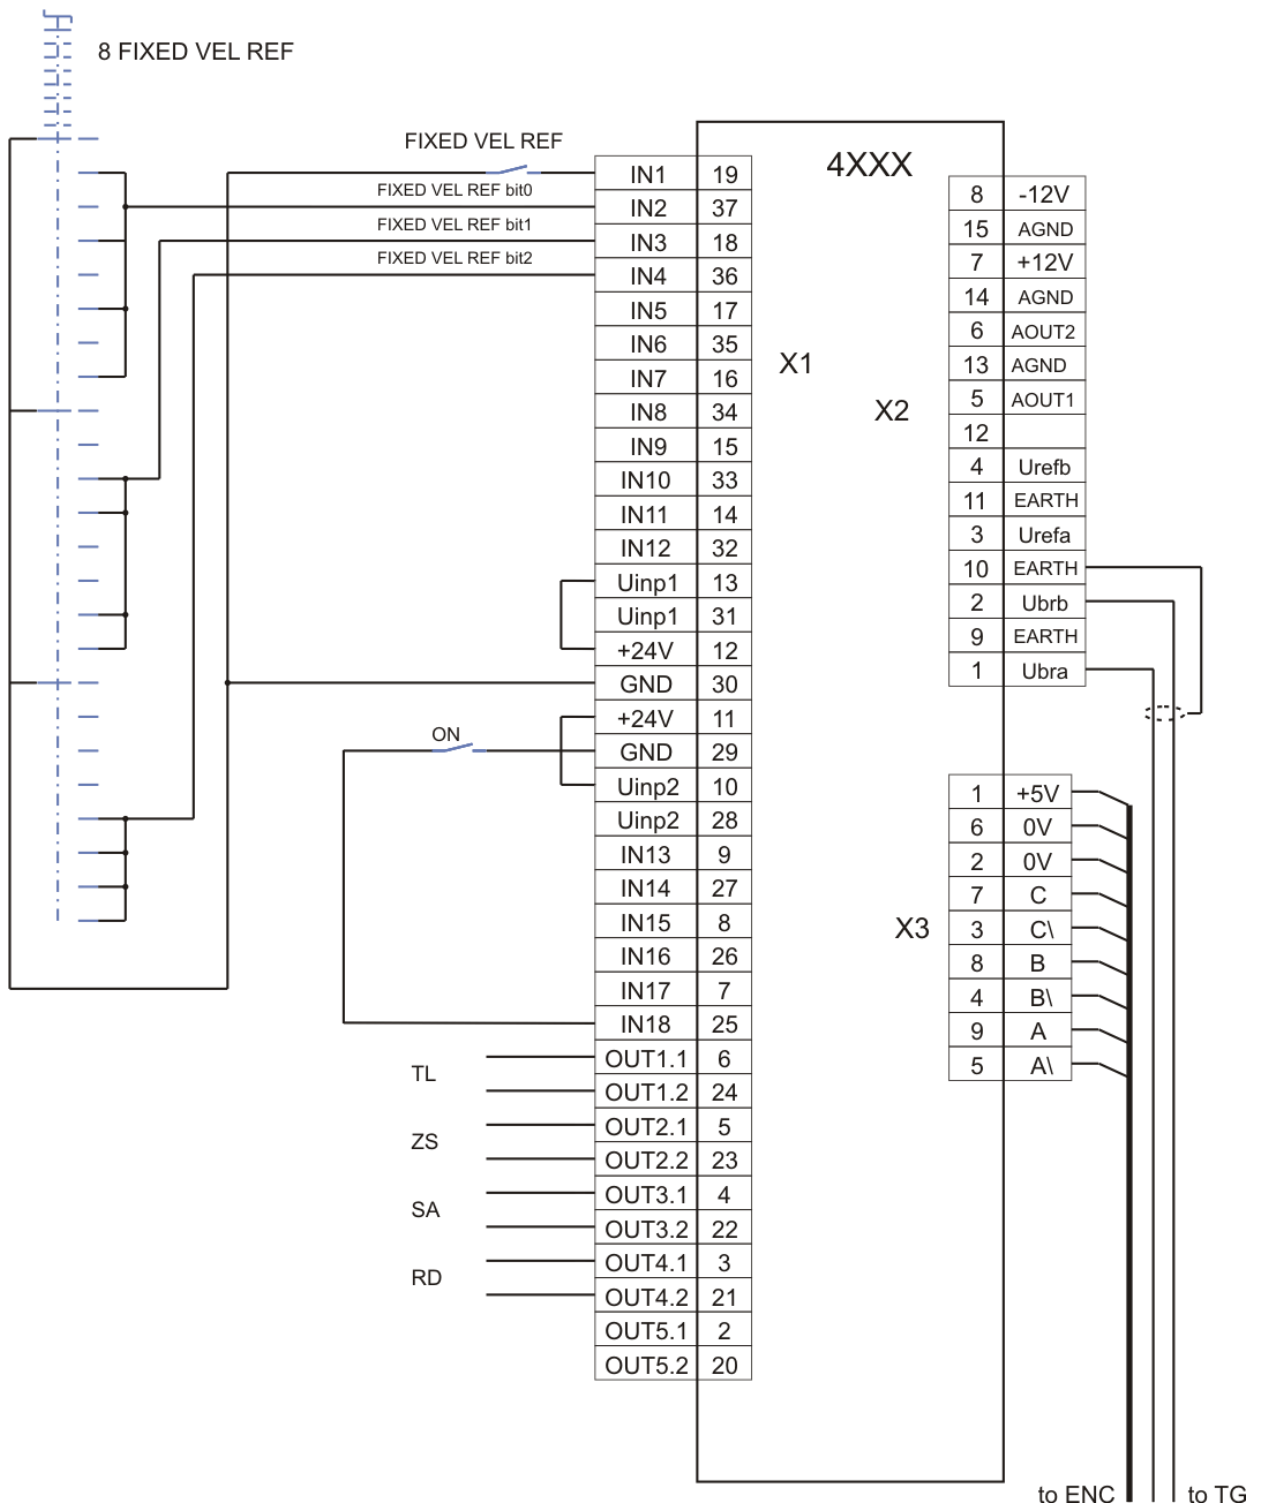 8 FIXED VEL REF
FIXED VEL REF
4XXX
FIXED VEL REF bit0
FIXED VEL REF bit1
FIXED VEL REF bit2
IN1 19
IN2 37
IN3 18
IN4 36
IN5 17
IN6 35
IN7 16
IN8 34
IN9 15
IN10 33
IN11 14
IN12 32
Uinp1 13
Uinp1 31
+24V 12
GND 30
+24V 11
GND 29
Uinp2 10
Uinp2 28
IN13 9
IN14 27
IN15 8
IN16 26
IN17 7
IN18 25
OUT1.1 6
OUT1.2 24
OUT2.1 5
OUT2.2 23
OUT3.1 4
OUT3.2 22
OUT4.1 3
OUT4.2 21
OUT5.1 2
OUT5.2 20
ON
TL
ZS
SA
RD
X1
X2
8 -12V
15 AGND
7 +12V
14 AGND
6 AOUT2
13 AGND
5 AOUT1
12
4 Urefb
11 EARTH
3 Urefa
10 EARTH
2 Ubrb
9 EARTH
1 Ubra
X3
1 +5V
6 0V
2 0V
7 C
3 C\
8 B
4 B\
9 A
5 A\
to ENC
to TG